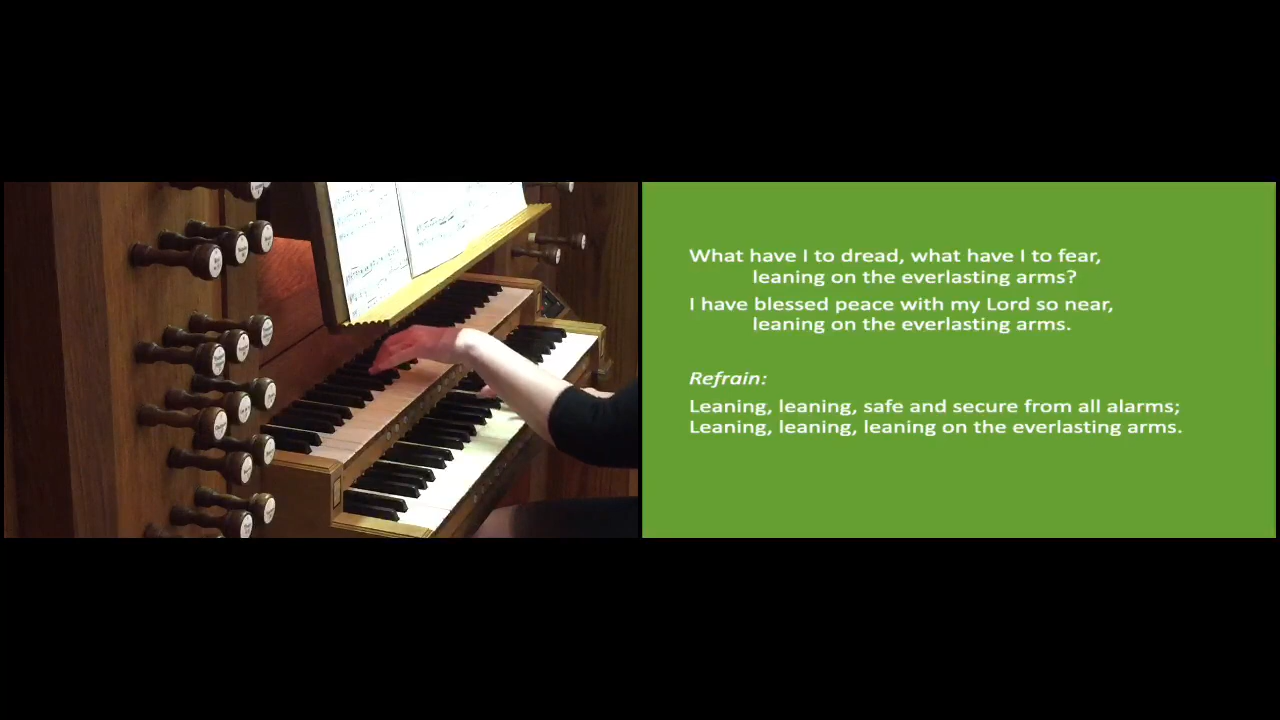 What have I to dread, what have I to fear,
leaning on the everlasting arms?
I have blessed peace with my Lord so near,
leaning on the everlasting arms.
Refrain:
Leaning, leaning, safe and secure from all alarms;
Leaning, leaning, leaning on the everlasting arms.